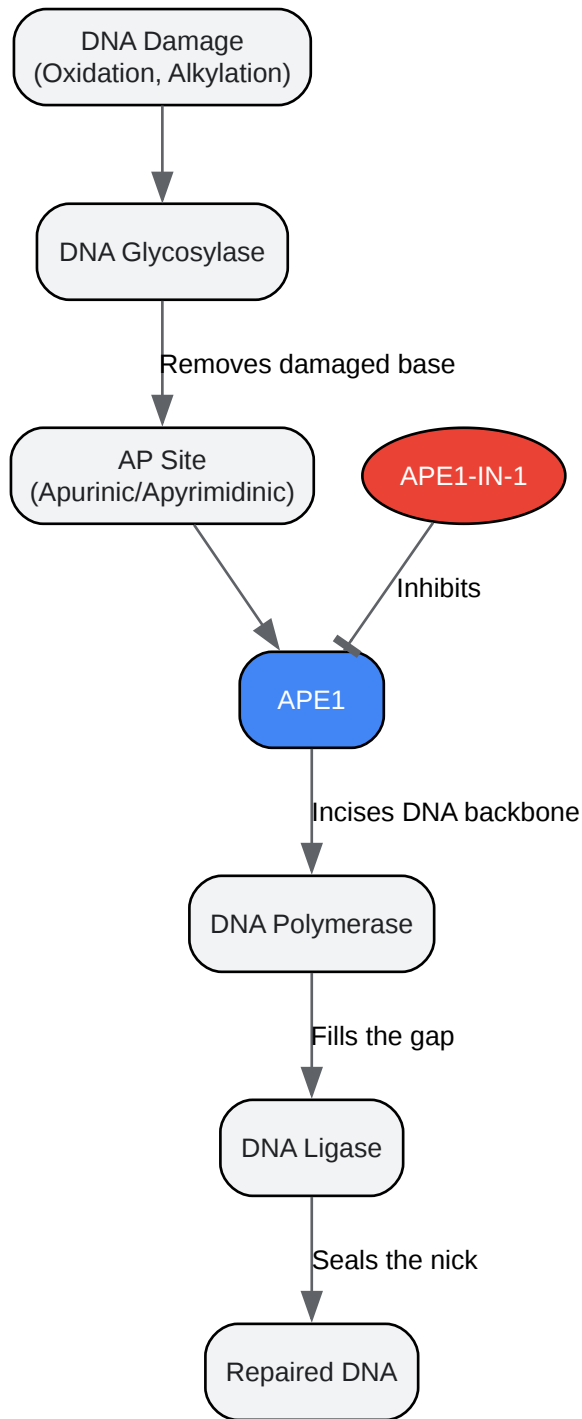 DNA Damage
(Oxidation, Alkylation)
DNA Glycosylase
Removes damaged base
AP Site
(Apurinic/Apyrimidinic)
APE1-IN-1
Inhibits
APE1
Incises DNA backbone
DNA Polymerase
Fills the gap
DNA Ligase
Seals the nick
Repaired DNA